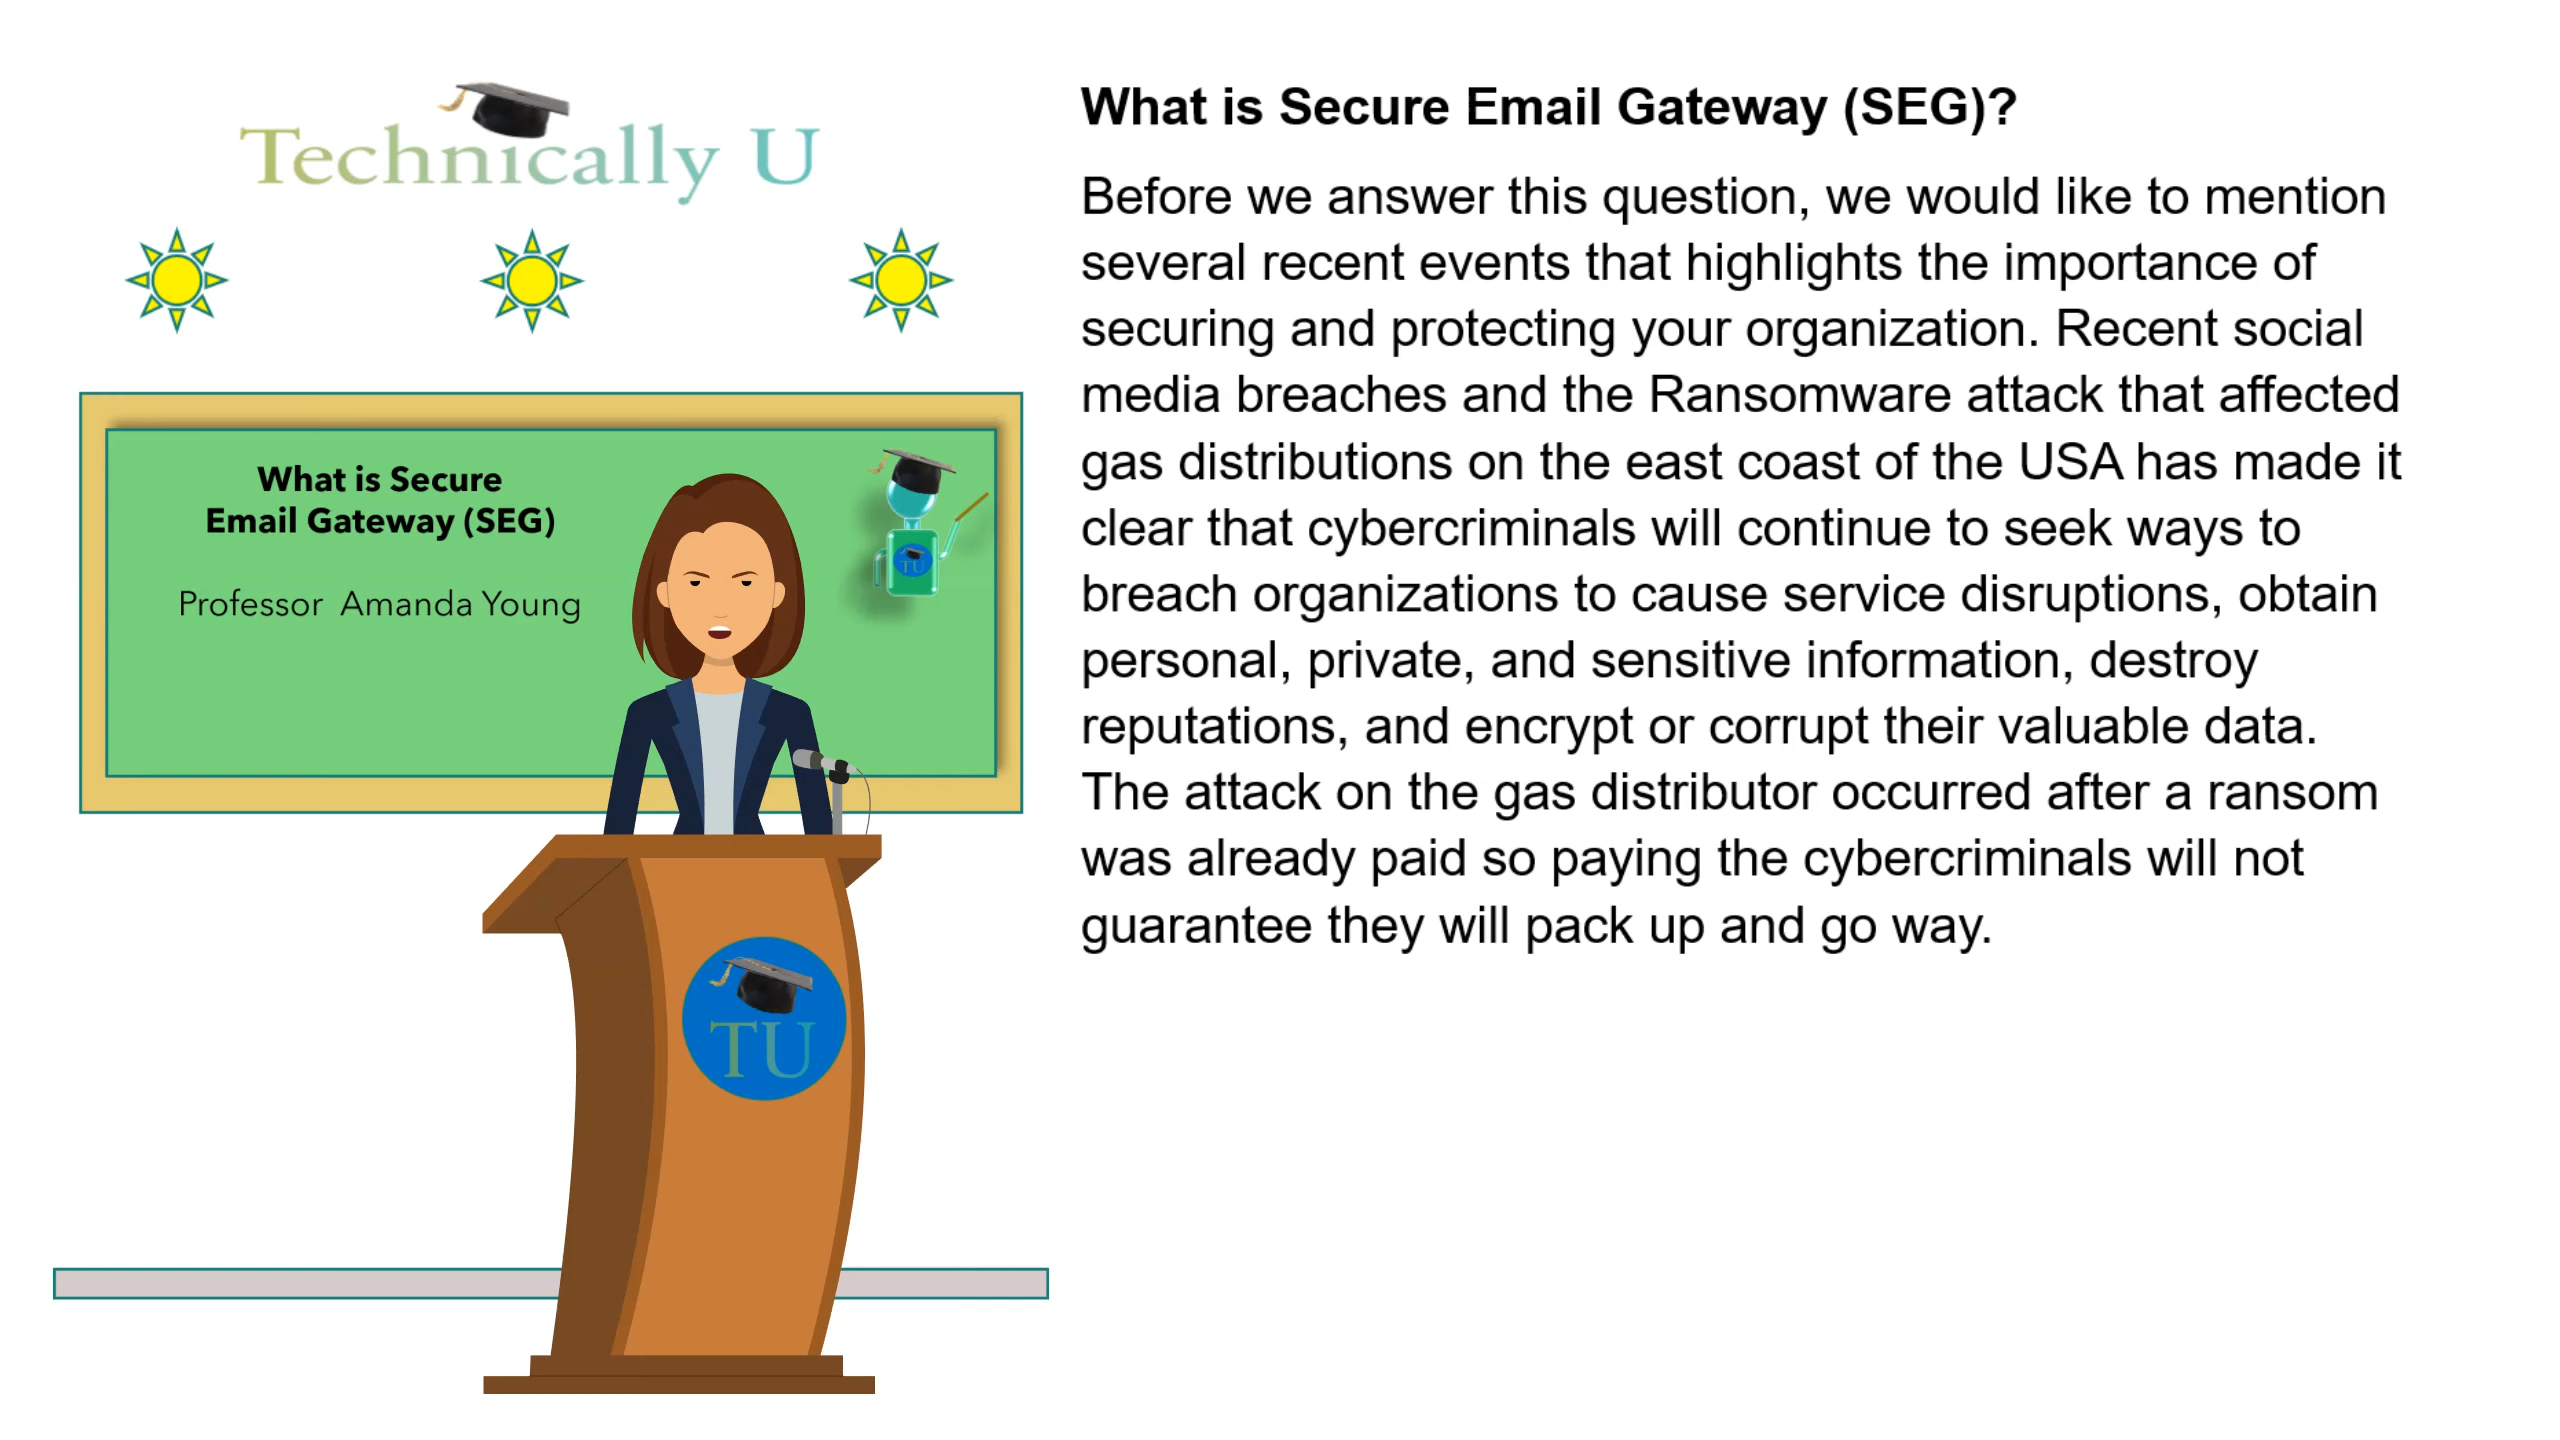 Technically U
What is Secure
Email Gateway (SEG)
Professor Amanda Young
TU
TU
What is Secure Email Gateway (SEG)?
Before we answer this question, we would like to mention
several recent events that highlights the importance of
securing and protecting your organization. Recent social
media breaches and the Ransomware attack that affected
gas distributions on the east coast of the USA has made it
clear that cybercriminals will continue to seek ways to
breach organizations to cause service disruptions, obtain
personal, private, and sensitive information, destroy
reputations, and encrypt or corrupt their valuable data.
The attack on the gas distributor occurred after a ransom
was already paid so paying the cybercriminals will not
guarantee they will pack up and go way.